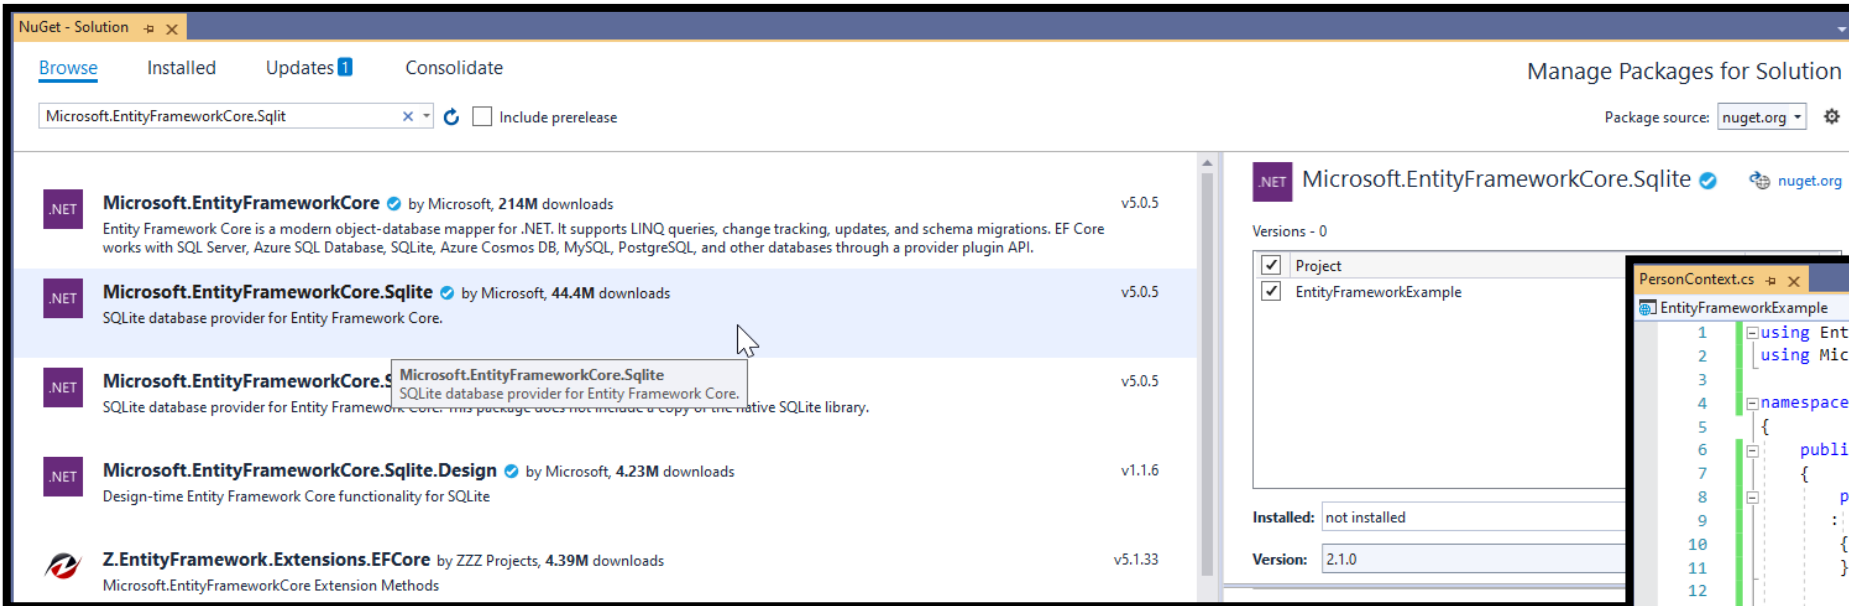 NuGet - Solution
Browse Installed Updates 1 Consolidate
Manage Packages for Solution
Microsoft.EntityFrameworkCore.Sqlit
Include prerelease
Package source: nuget.org
.NET
Microsoft.EntityFrameworkCore by Microsoft, 214M downloads
v5.0.5
Entity Framework Core is a modern object-database mapper for .NET. It supports LINQ queries, change tracking, updates, and schema migrations. EF Core
works with SQL Server, Azure SQL Database, SQLite, Azure Cosmos DB, MySQL, PostgreSQL, and other databases through a provider plugin API.
.NET
Microsoft.EntityFrameworkCore.Sqlite by Microsoft, 44.4M downloads
v5.0.5
SQLite database provider for Entity Framework Core.
Microsoft.EntityFrameworkCore.Sqlite
SQLite database provider for Entity Framework Core.
.NET
Microsoft.EntityFrameworkCore.S
v5.0.5
SQLite database provider for Entity Framework Core. This package does not include a copy of the native SQLite library.
.NET
Microsoft.EntityFrameworkCore.Sqlite.Design by Microsoft, 4.23M downloads
v1.1.6
Design-time Entity Framework Core functionality for SQLite
Z.EntityFramework.Extensions.EFCore by ZZZ Projects, 4.39M downloads
v5.1.33
Microsoft.EntityFrameworkCore Extension Methods
.NET
Microsoft.EntityFrameworkCore.Sqlite
nuget.org
Versions - 0
Project
EntityFrameworkExample
Installed: not installed
Version: 2.1.0
PersonContext.cs
EntityFrameworkExample
1 using Ent
2 using Mic
3
4 namespace
5 {
6 publi
7 {
8 p
9 :
10 {
11 }
12